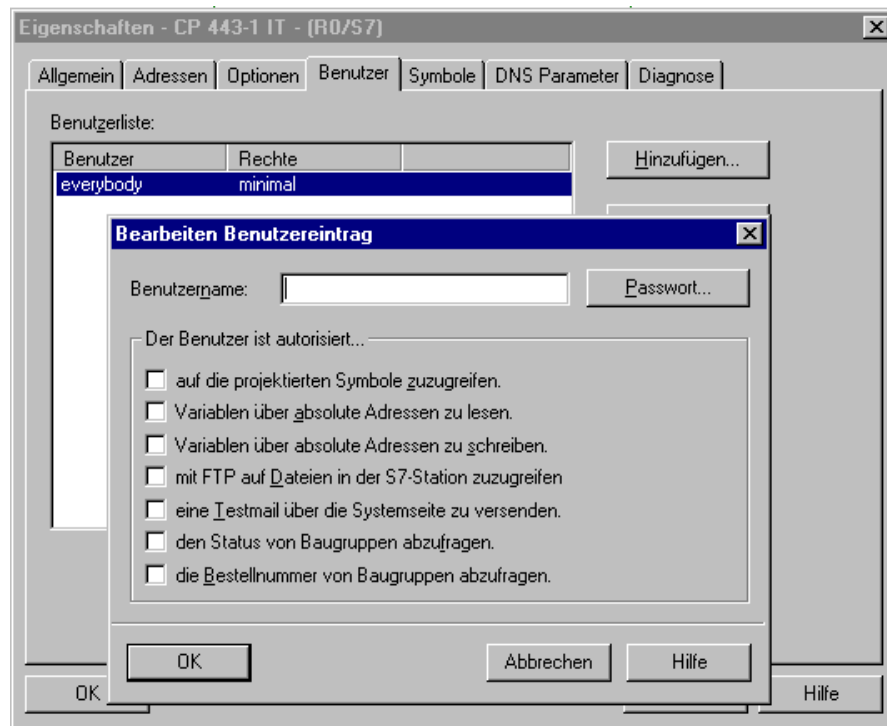 Eigenschaften - CP 443-1 IT - (R0/S7)
Allgemein Adressen Optionen Benutzer Symbole DNS Parameter Diagnose
Benutzerliste:
Benutzer Rechte
Hinzufügen...
everybody minimal
Bearbeiten Benutzereintrag
Benutzername:
Passwort...
Der Benutzer ist autorisiert...
auf die projektierten Symbole zuzugreifen.
Variablen über absolute Adressen zu lesen.
Variablen über absolute Adressen zu schreiben.
mit FTP auf Dateien in der S7-Station zuzugreifen
eine Testmail über die Systemseite zu versenden.
den Status von Baugruppen abzufragen.
die Bestellnummer von Baugruppen abzufragen.
OK Abbrechen Hilfe
OK Hilfe